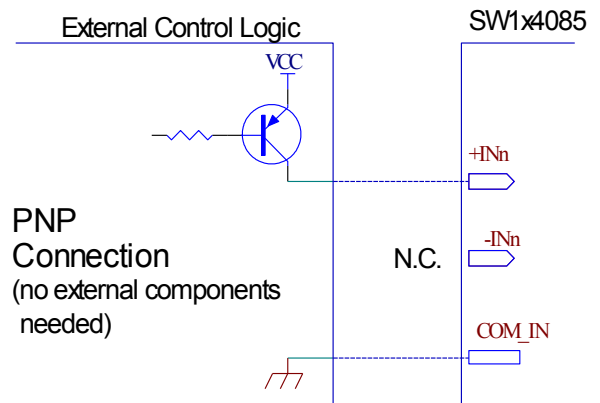 External Control Logic
SW1x4085
VCC
+INn
PNP
Connection
(no external components
needed)
N.C.
-INn
COM_IN